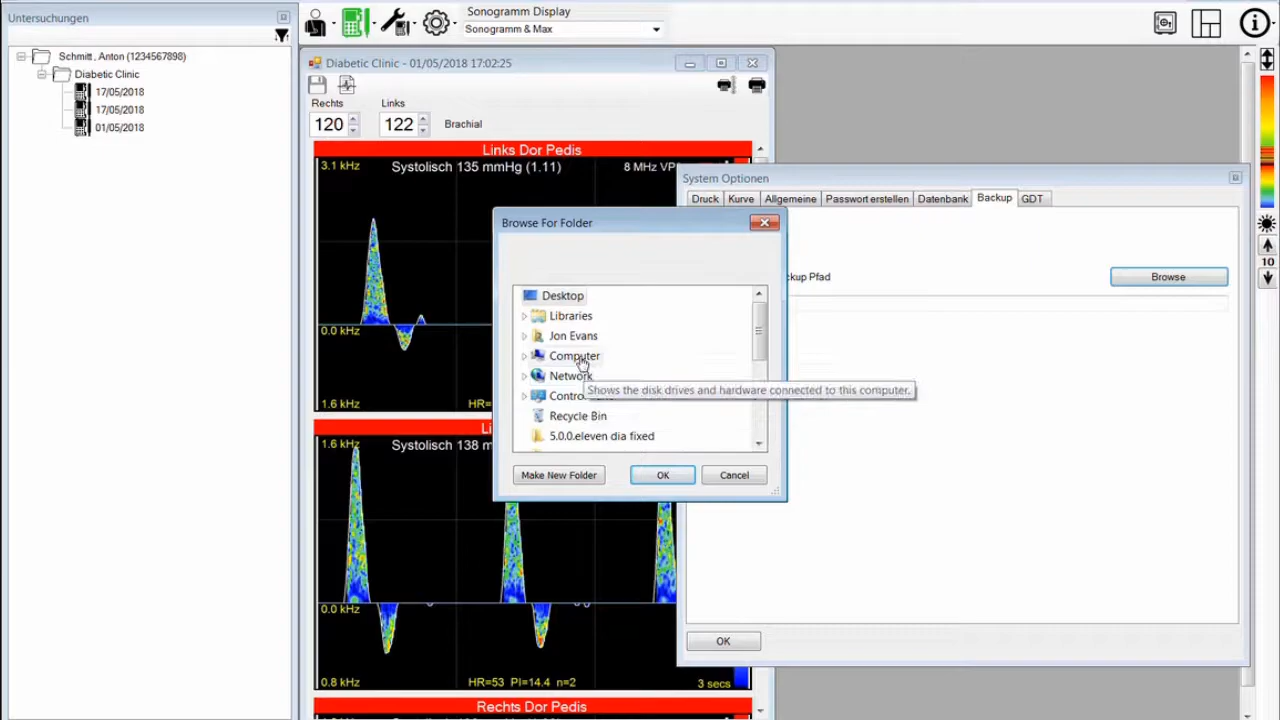 Untersuchungen
Sonogramm Display
Sonogramm & Max
Schmitt, Anton (1234567898)
Diabetic Clinic
17/05/2018
17/05/2018
01/05/2018
Diabetic Clinic - 01/05/2018 17:02:25
Rechts
Links
120
122
Brachial
Links Dor Pedis
3.1 kHz
Systolisch 135 mmHg (1.11)
8 MHz
0.0 kHz
1.6 kHz
1.6 kHz
Systolisch 138 m
0.0 kHz
0.8 kHz
HR=53 PI=14.4 n=2
3 secs
Rechts Dor Pedis
System Options
Druck
Kurve
Allgemeine
Passwort erstellen
Datenbank
Backup
GDT
Pfad
Browse
OK
Browse For Folder
Desktop
Libraries
Jon Evans
Computer
Network
Shows the disk drives and hardware connected to this computer.
Recycle Bin
5.0.0.eleven dia fixed
Make New Folder
OK
Cancel
10